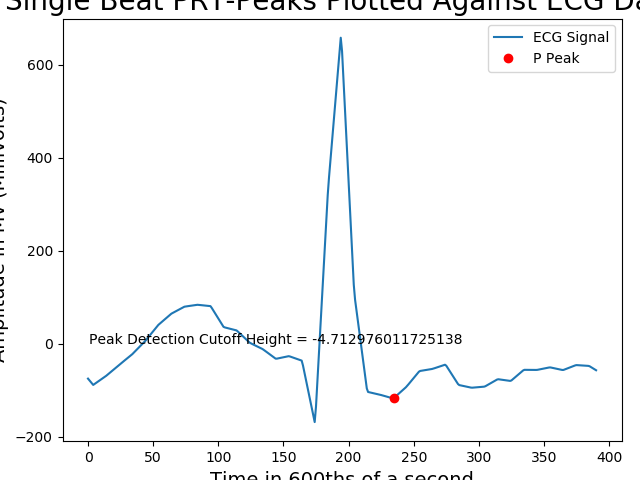 Single Beat PRT-Peaks Plotted Against ECG Da
ECG Signal
P Peak
Amplitude in MV (MilliVolts)
600
400
200
0
−200
Peak Detection Cutoff Height = -4.712976011725138
0 50 100 150 200 250 300 350 400
Time in 600ths of a second